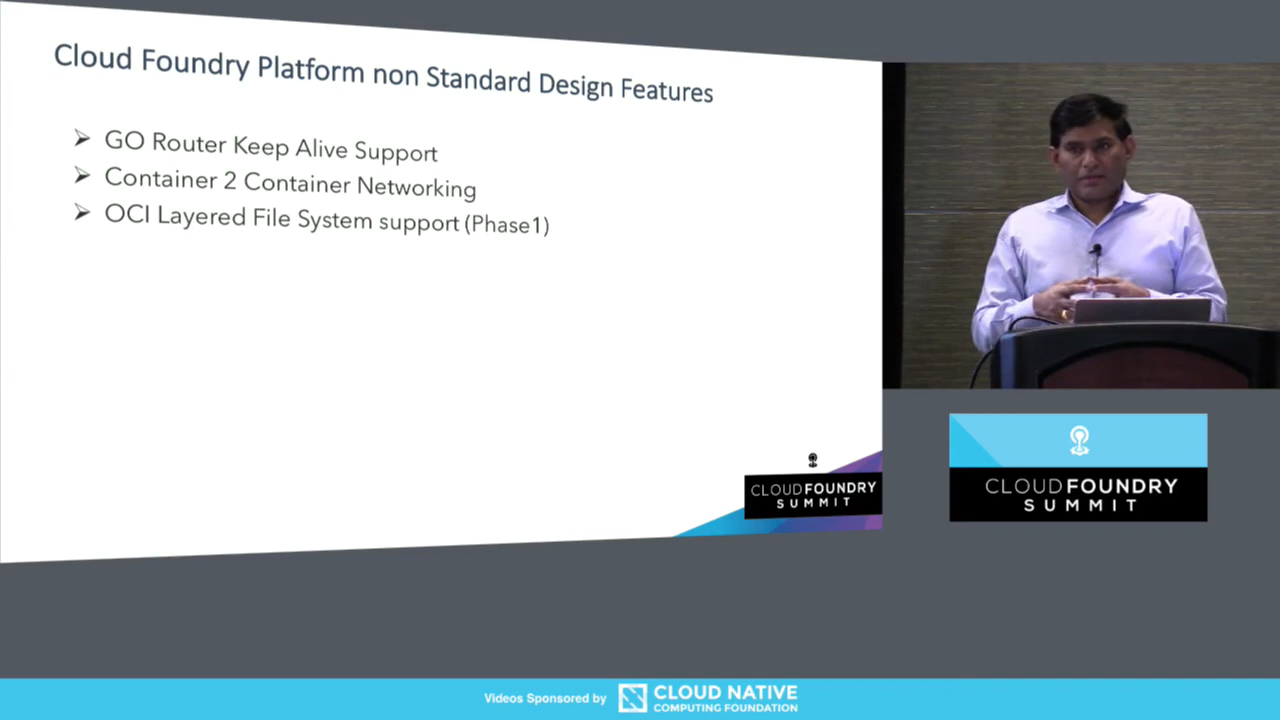 Cloud Foundry Platform non Standard Design Features
➢ GO Router Keep Alive Support
➢ Container 2 Container Networking
➢ OCI Layered File System support (Phase1)
CLOUDFOUNDRY
SUMMIT
CLOUDFOUNDRY
SUMMIT
Videos Sponsored by
CLOUD NATIVE
COMPUTING FOUNDATION